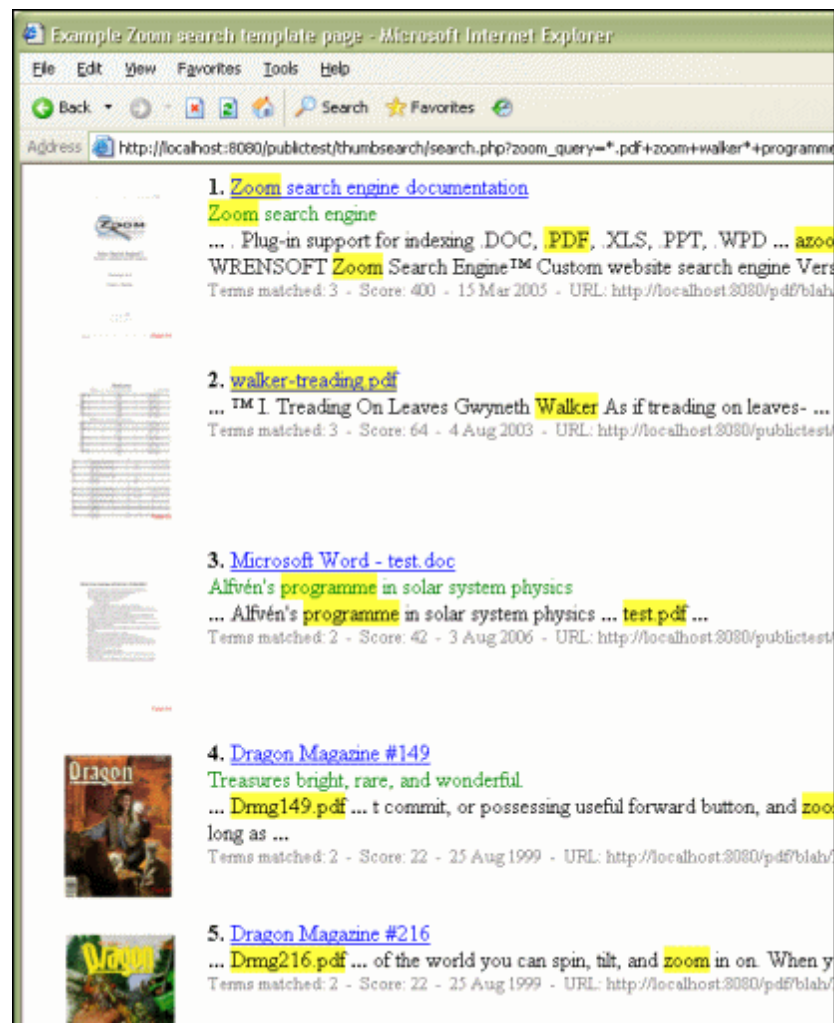 Example Zoom search template page - Microsoft Internet Explorer
File Edit View Favorites Tools Help
Back Search Favorites
Address http://localhost:8080/publictest/thumbsearch/search.php?zoom_query=*.pdf+zoom+walker*+programme
1. Zoom search engine documentation
Zoom search engine
... . Plug-in support for indexing .DOC, .PDF, .XLS, .PPT, .WPD ... azoo
WRENSOFT Zoom Search Engine™ Custom website search engine Vers
Terms matched: 3 - Score: 400 - 15 Mar 2005 - URL: http://localhost:8080/pdf/blah/
ZOOM
2. walker-treading.pdf
... ™ I. Treading On Leaves Gwyneth Walker As if treading on leaves- ...
Terms matched: 3 - Score: 64 - 4 Aug 2003 - URL: http://localhost:8080/publictest/
3. Microsoft Word - test.doc
Alfvén's programme in solar system physics
... Alfvén's programme in solar system physics ... test.pdf ...
Terms matched: 2 - Score: 42 - 3 Aug 2006 - URL: http://localhost:8080/publictest/
4. Dragon Magazine #149
Dragon
Treasures bright, rare, and wonderful.
... Drmg149.pdf ... t commit, or possessing useful forward button, and zoo
long as ...
Terms matched: 2 - Score: 22 - 25 Aug 1999 - URL: http://localhost:8080/pdf/blah/
5. Dragon Magazine #216
Dragon
... Drmg216.pdf ... of the world you can spin, tilt, and zoom in on. When y
Terms matched: 2 - Score: 22 - 25 Aug 1999 - URL: http://localhost:8080/pdf/blah/